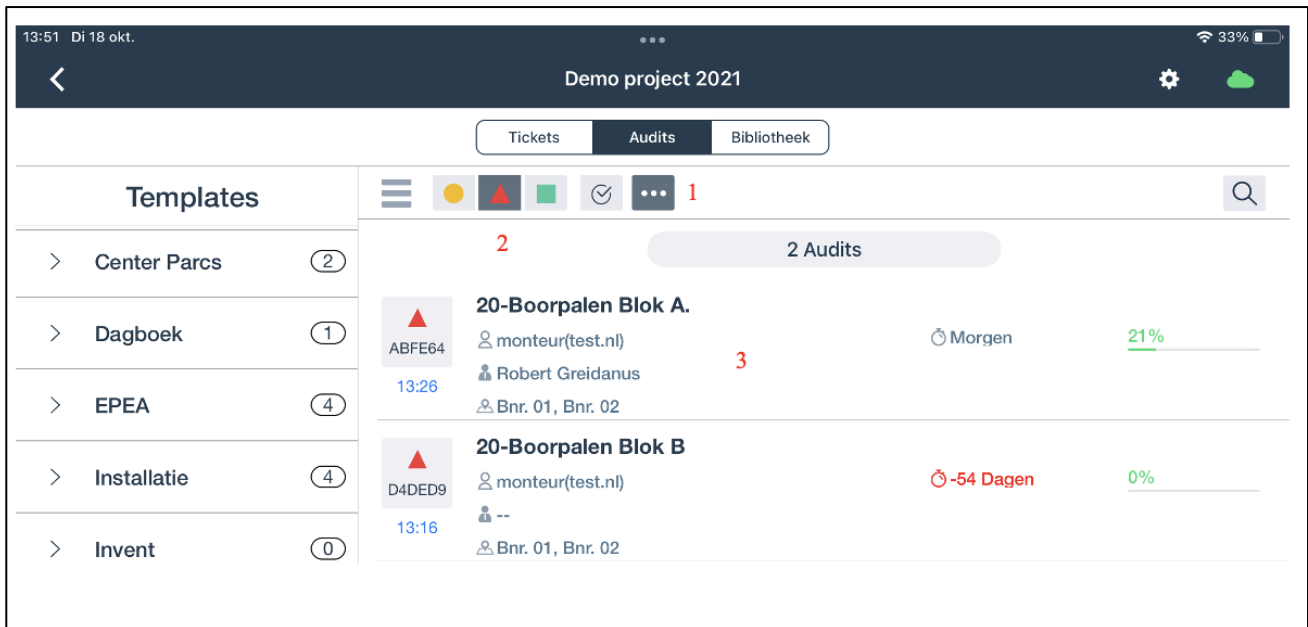 13:51 Di 18 okt.
33%
Demo project 2021
Tickets Audits Bibliotheek
Templates
1
2
2 Audits
Center Parcs 2
Dagboek 1
EPEA 4
Installatie 4
Invent 0
20-Boorpalen Blok A.
ABFE64
13:26
monteur(test.nl)
Morgen
21%
Robert Greidanus
3
Bnr. 01, Bnr. 02
20-Boorpalen Blok B
D4DED9
13:16
monteur(test.nl)
-54 Dagen
0%
--
Bnr. 01, Bnr. 02